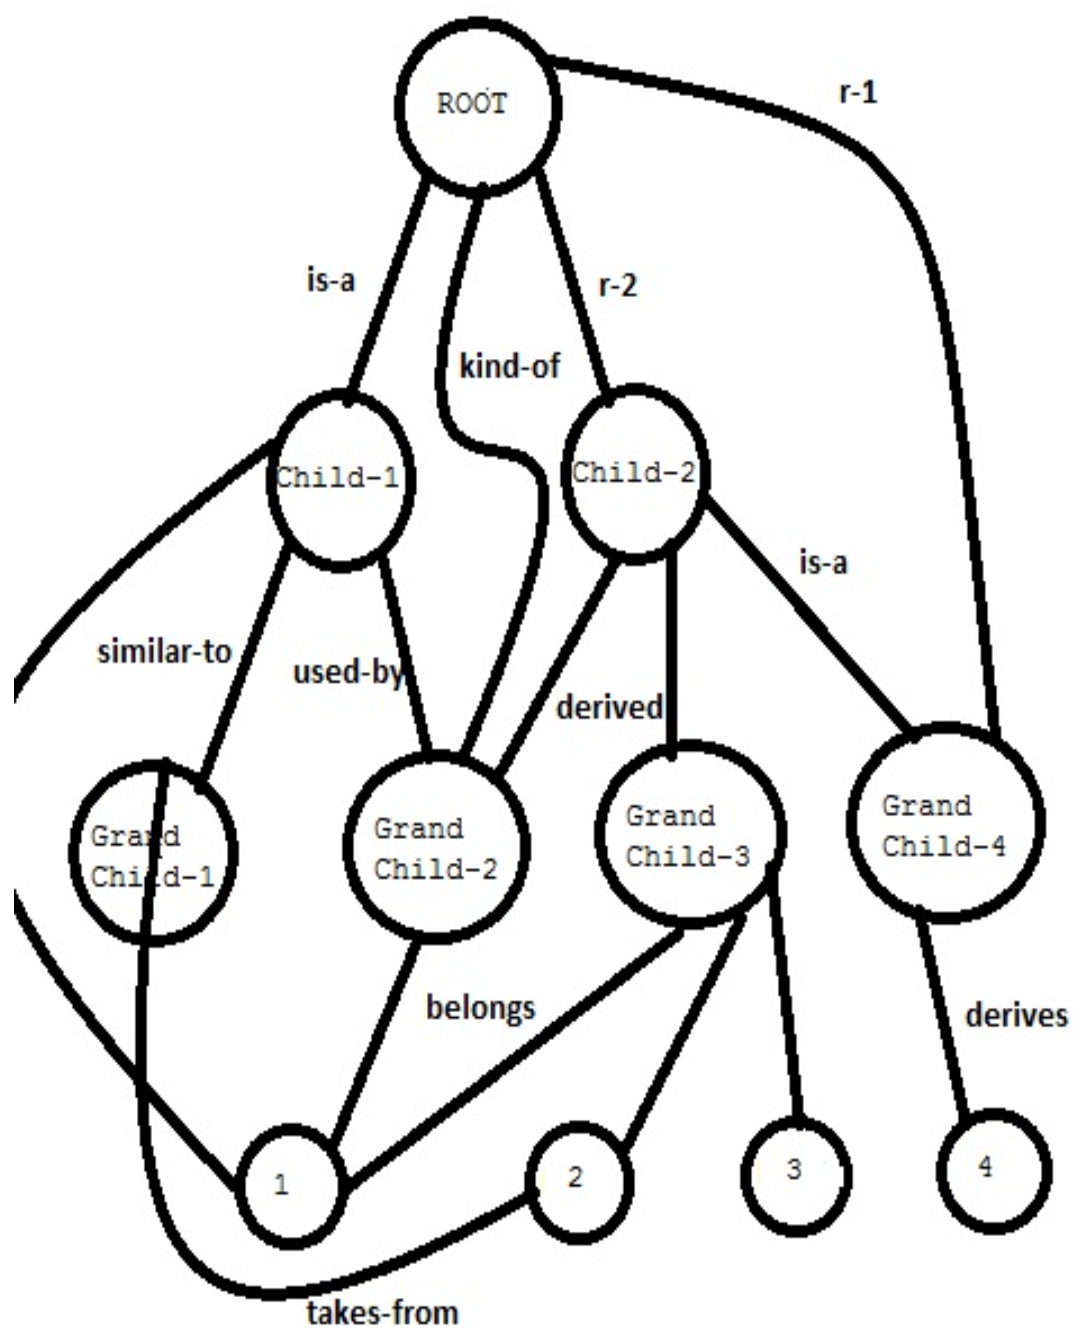 ROOT
r-1
is-a
r-2
kind-of
Child-1
Child-2
is-a
similar-to
used-by
derived
Grand
Child-1
Grand
Child-2
Grand
Child-3
Grand
Child-4
belongs
derives
1
2
3
4
takes-from